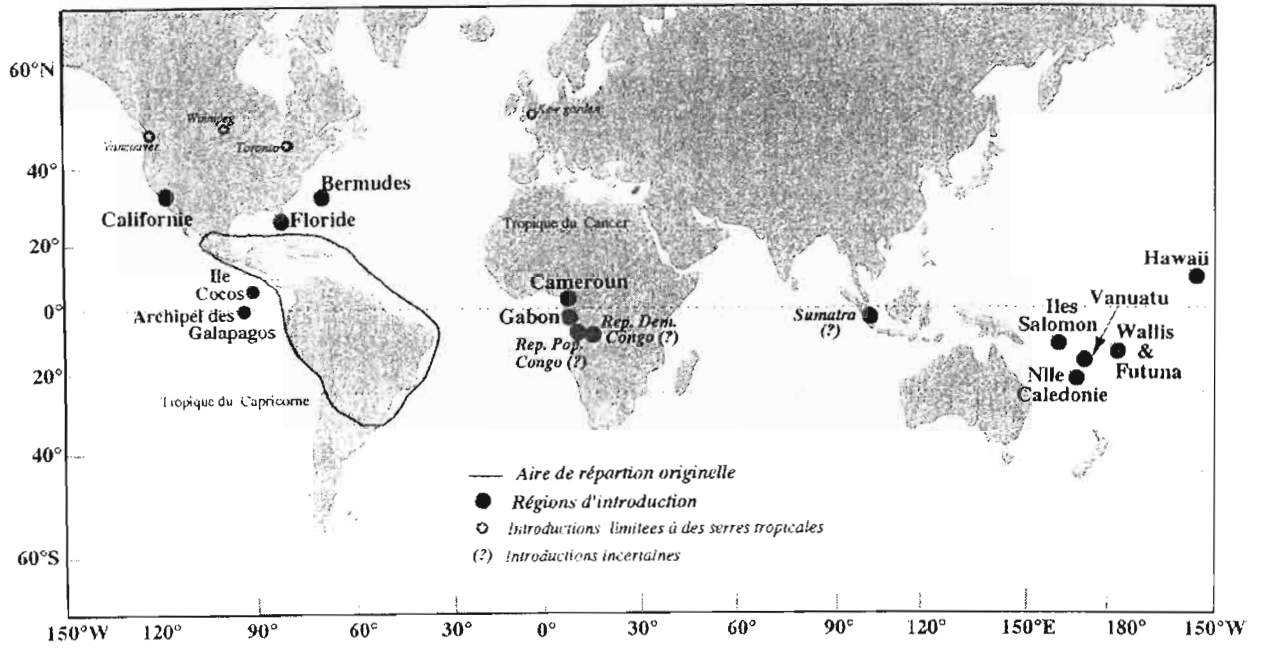 60°N
40°
20°
0°
20°
40°
60°S
Vancouver
Winnipeg
Toronto
Kew garden
Bermudes
Californie
Floride
Tropique du Cancer
Ile
Cocos
Archipel des
Galapagos
Cameroun
Gabon
Rep. Dem.
Congo (?)
Rep. Pop.
Congo (?)
Sumatra
(?)
Hawaii
Vanuatu
Iles
Salomon
Wallis
&
Futuna
Nlle
Caledonie
Tropique du Capricorne
Aire de répartion originelle
Régions d'introduction
Introductions limitees à des serres tropicales
(?) Introductions incertaines
150°W 120° 90° 60° 30° 0° 30° 60° 90° 120° 150°E 180° 150°W